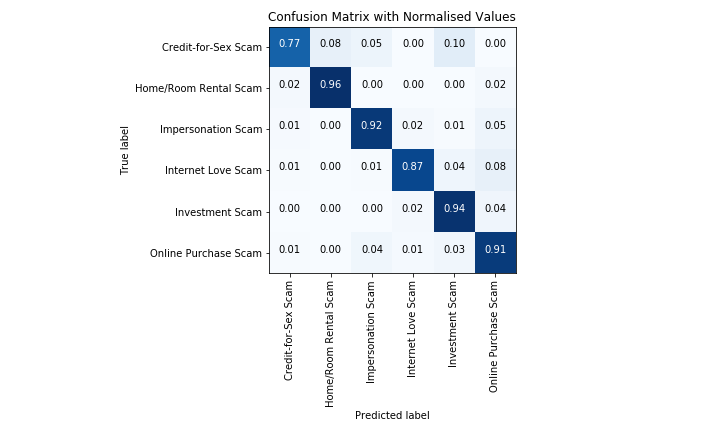 Confusion Matrix with Normalised Values
True label
Credit-for-Sex Scam 0.77 0.08 0.05 0.00 0.10 0.00
Home/Room Rental Scam 0.02 0.96 0.00 0.00 0.00 0.02
Impersonation Scam 0.01 0.00 0.92 0.02 0.01 0.05
Internet Love Scam 0.01 0.00 0.01 0.87 0.04 0.08
Investment Scam 0.00 0.00 0.00 0.02 0.94 0.04
Online Purchase Scam 0.01 0.00 0.04 0.01 0.03 0.91
Credit-for-Sex Scam
Home/Room Rental Scam
Impersonation Scam
Internet Love Scam
Investment Scam
Online Purchase Scam
Predicted label